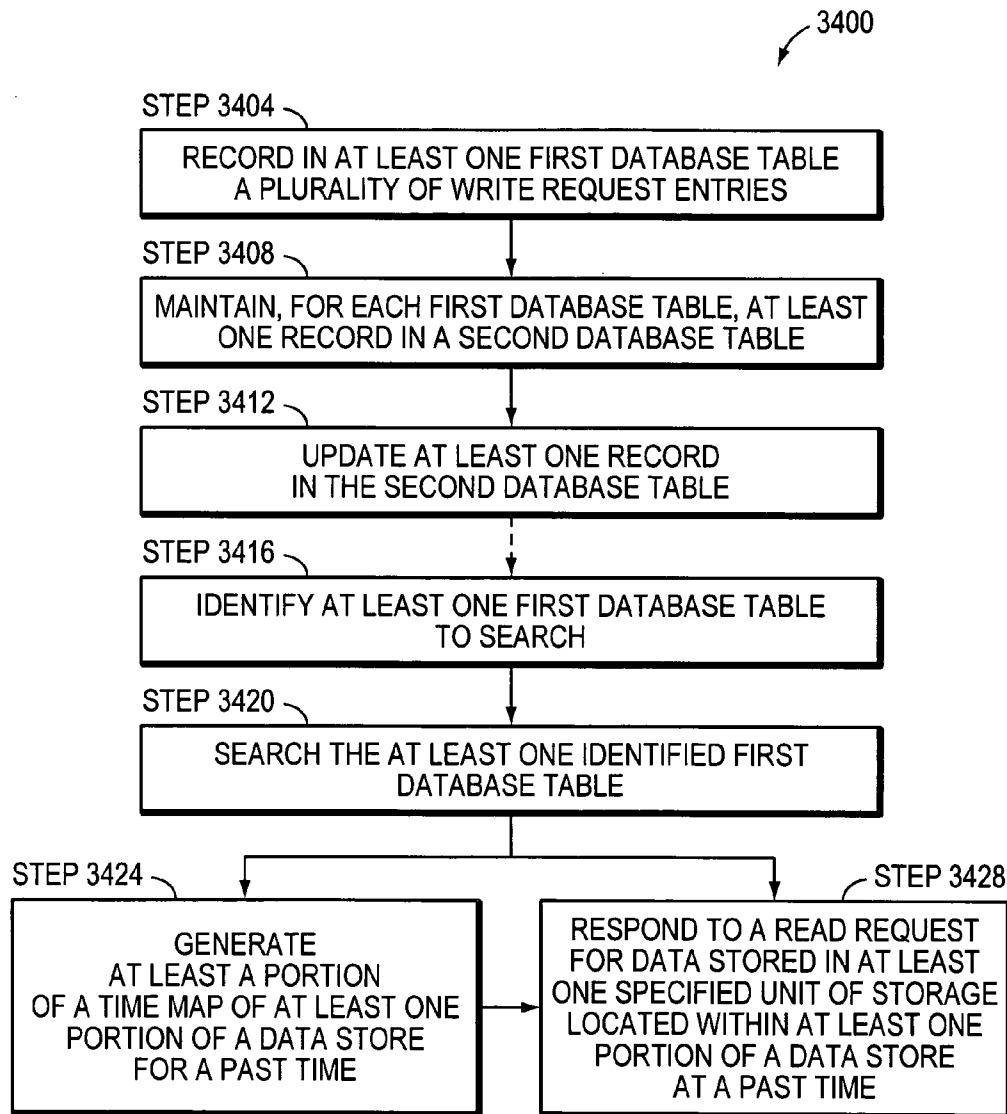 3400
STEP 3404
RECORD IN AT LEAST ONE FIRST DATABASE TABLE
A PLURALITY OF WRITE REQUEST ENTRIES
STEP 3408
MAINTAIN, FOR EACH FIRST DATABASE TABLE, AT LEAST
ONE RECORD IN A SECOND DATABASE TABLE
STEP 3412
UPDATE AT LEAST ONE RECORD
IN THE SECOND DATABASE TABLE
STEP 3416
IDENTIFY AT LEAST ONE FIRST DATABASE TABLE
TO SEARCH
STEP 3420
SEARCH THE AT LEAST ONE IDENTIFIED FIRST
DATABASE TABLE
STEP 3424
GENERATE
AT LEAST A PORTION
OF A TIME MAP OF AT LEAST ONE
PORTION OF A DATA STORE
FOR A PAST TIME
STEP 3428
RESPOND TO A READ REQUEST
FOR DATA STORED IN AT LEAST
ONE SPECIFIED UNIT OF STORAGE
LOCATED WITHIN AT LEAST ONE
PORTION OF A DATA STORE
AT A PAST TIME